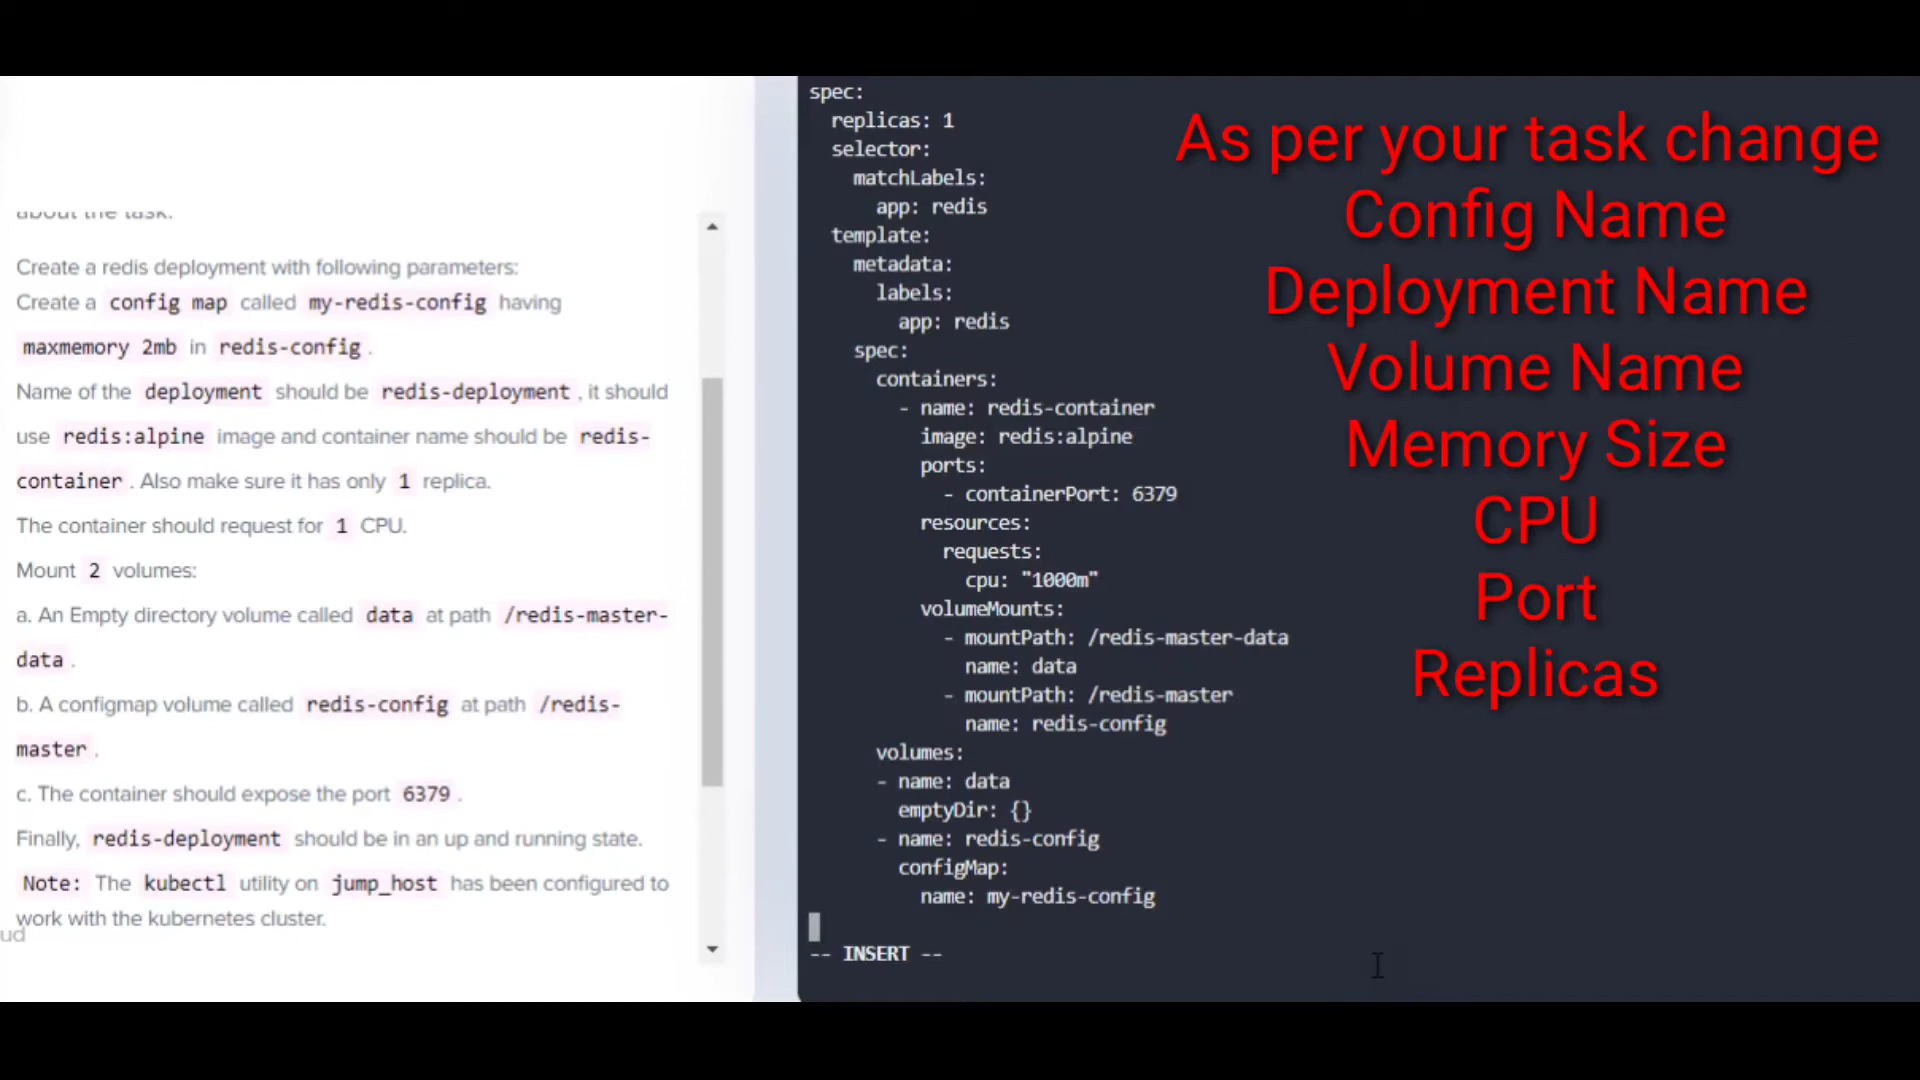 about the task.
Create a redis deployment with following parameters:
Create a config map called my-redis-config having
maxmemory 2mb in redis-config .
Name of the deployment should be redis-deployment , it should
use redis:alpine image and container name should be redis-
container . Also make sure it has only 1 replica.
The container should request for 1 CPU.
Mount 2 volumes:
a. An Empty directory volume called data at path /redis-master-
data .
b. A configmap volume called redis-config at path /redis-
master .
c. The container should expose the port 6379 .
Finally, redis-deployment should be in an up and running state.
Note: The kubectl utility on jump_host has been configured to
work with the kubernetes cluster.
ud
spec:
  replicas: 1
  selector:
    matchLabels:
      app: redis
  template:
    metadata:
      labels:
        app: redis
    spec:
      containers:
        - name: redis-container
          image: redis:alpine
          ports:
            - containerPort: 6379
          resources:
            requests:
              cpu: "1000m"
          volumeMounts:
            - mountPath: /redis-master-data
              name: data
            - mountPath: /redis-master
              name: redis-config
      volumes:
      - name: data
        emptyDir: {}
      - name: redis-config
        configMap:
          name: my-redis-config
-- INSERT --
As per your task change
Config Name
Deployment Name
Volume Name
Memory Size
CPU
Port
Replicas